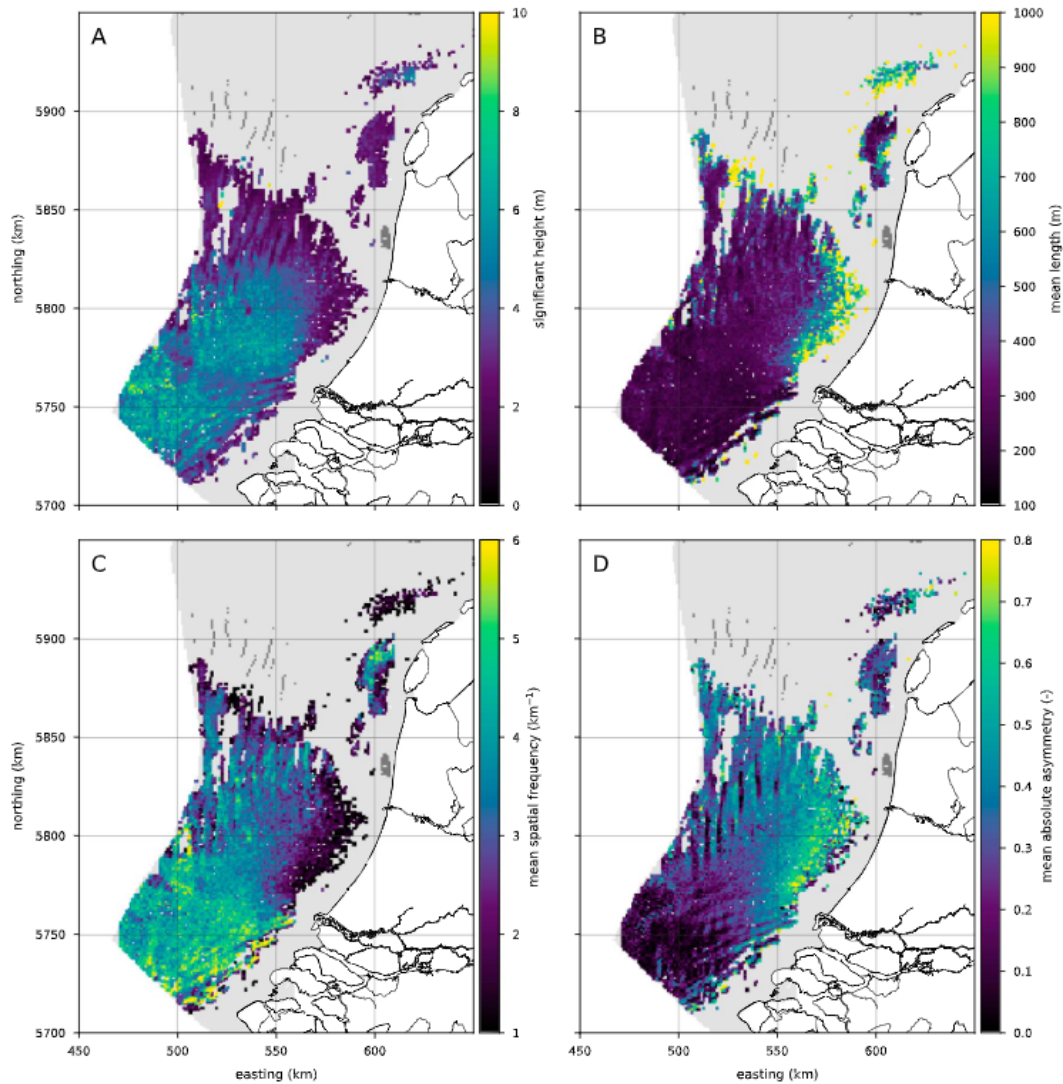 A
10
8
6
4
2
0
significant height (m)
5900
5850
5800
5750
5700
northing (km)
B
1000
900
800
700
600
500
400
300
200
100
mean length (m)
C
6
5
4
3
2
1
mean spatial frequency (km⁻¹)
5900
5850
5800
5750
5700
northing (km)
450 500 550 600
easting (km)
D
0.8
0.7
0.6
0.5
0.4
0.3
0.2
0.1
0.0
mean absolute asymmetry (-)
450 500 550 600
easting (km)